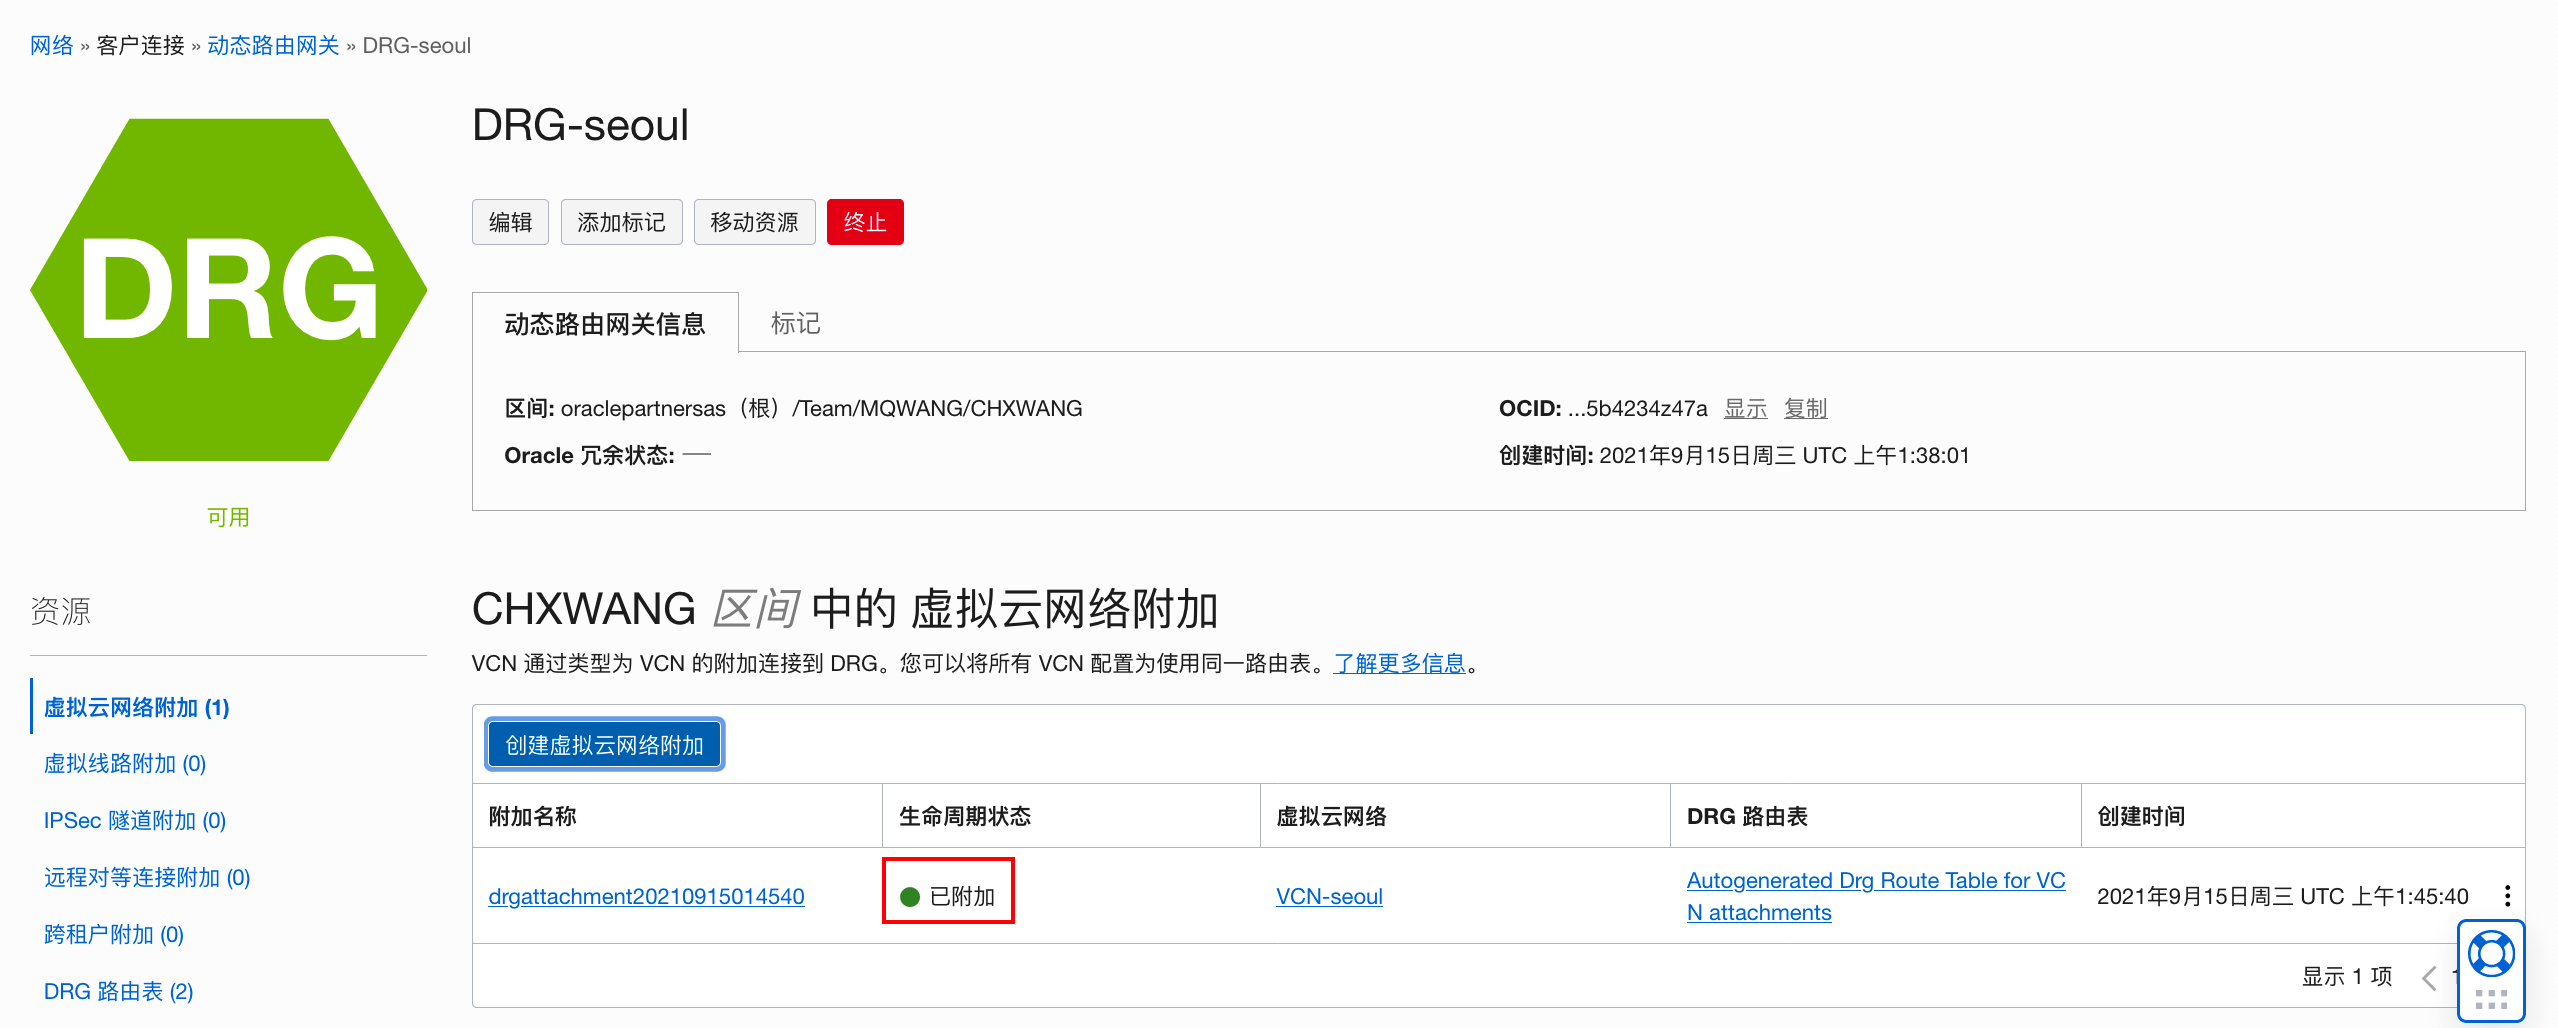 网络 » 客户连接 » 动态路由网关 » DRG-seoul
DRG
可用
DRG-seoul
编辑 添加标记 移动资源 终止
动态路由网关信息 标记
区间: oraclepartnersas（根）/Team/MQWANG/CHXWANG
Oracle 冗余状态: —
OCID: ...5b4234z47a 显示 复制
创建时间: 2021年9月15日周三 UTC 上午1:38:01
资源
虚拟云网络附加 (1)
虚拟线路附加 (0)
IPSec 隧道附加 (0)
远程对等连接附加 (0)
跨租户附加 (0)
DRG 路由表 (2)
CHXWANG 区间 中的 虚拟云网络附加
VCN 通过类型为 VCN 的附加连接到 DRG。您可以将所有 VCN 配置为使用同一路由表。了解更多信息。
创建虚拟云网络附加
附加名称 生命周期状态 虚拟云网络 DRG 路由表 创建时间
drgattachment20210915014540 已附加 VCN-seoul Autogenerated Drg Route Table for VC
N attachments 2021年9月15日周三 UTC 上午1:45:40
显示 1 项